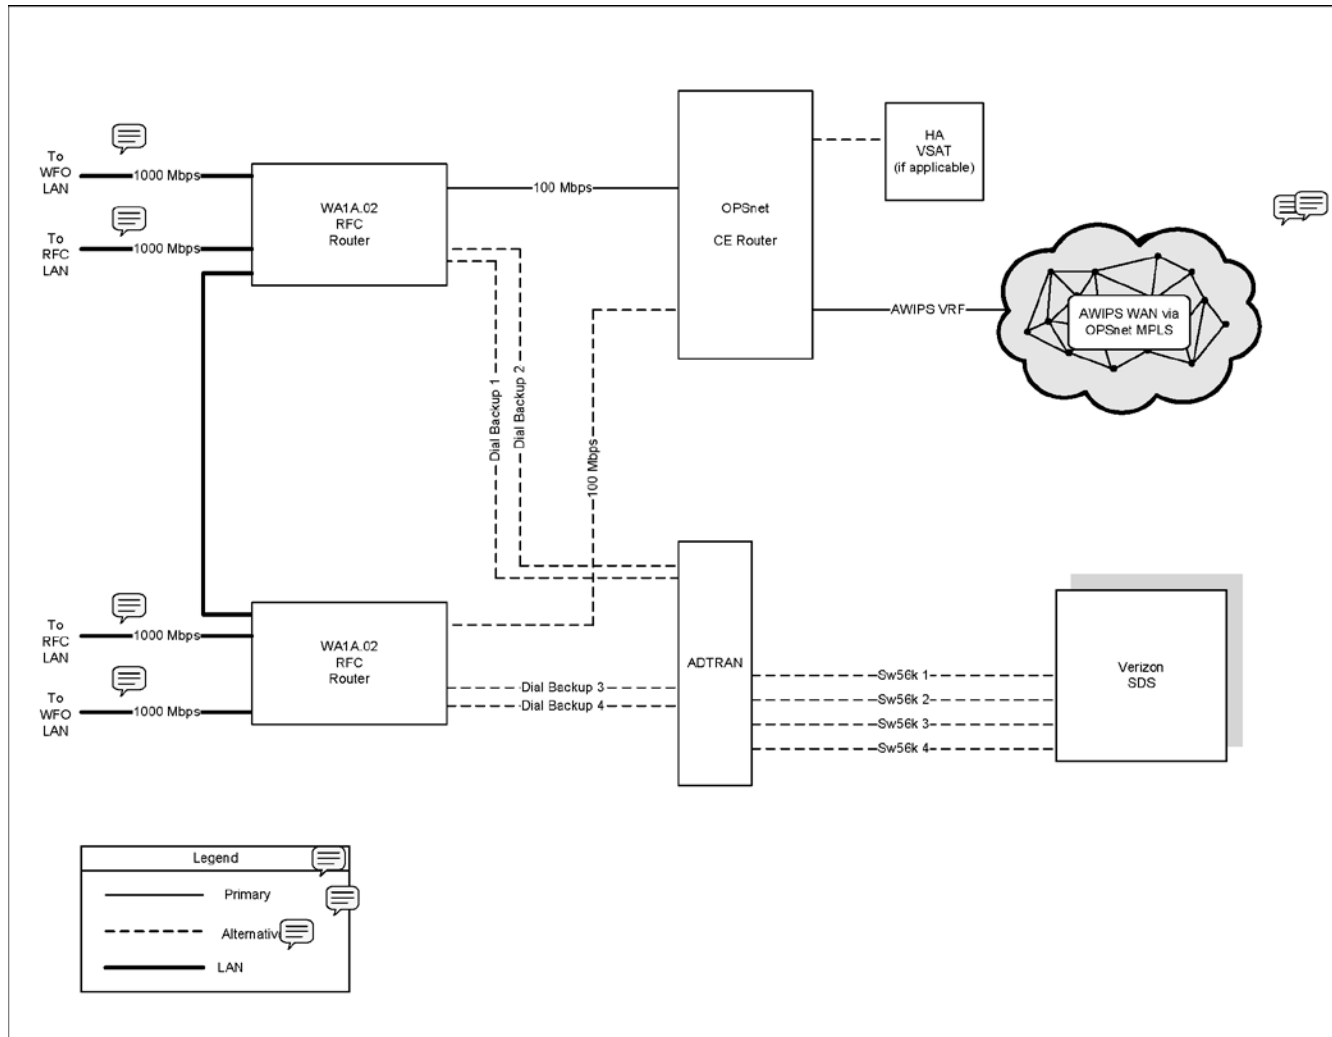 To
WFO
LAN
1000 Mbps
To
RFC
LAN
1000 Mbps
WA1A.02
RFC
Router
100 Mbps
OPSnet
CE Router
HA
VSAT
(if applicable)
AWIPS VRF
AWIPS WAN via
OPSnet MPLS
Dial Backup 1
Dial Backup 2
100 Mbps
To
RFC
LAN
1000 Mbps
To
WFO
LAN
1000 Mbps
WA1A.02
RFC
Router
Dial Backup 3
Dial Backup 4
ADTRAN
Sw56k 1
Sw56k 2
Sw56k 3
Sw56k 4
Verizon
SDS
Legend
Primary
Alternativ
LAN